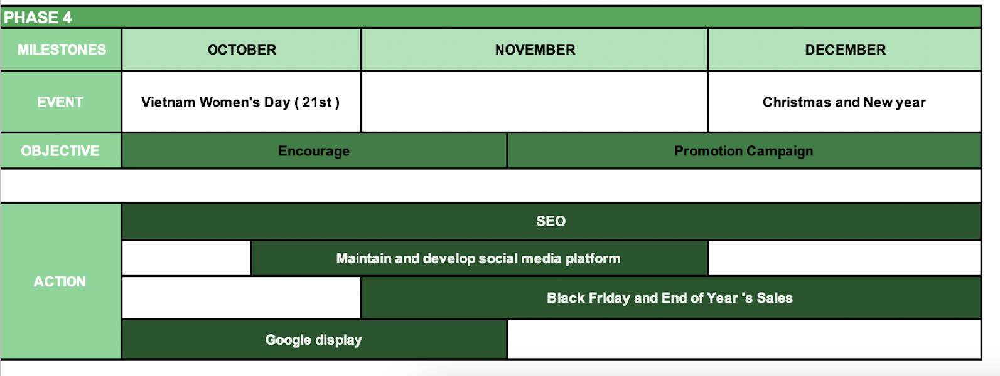 PHASE 4
MILESTONES OCTOBER NOVEMBER DECEMBER
EVENT Vietnam Women's Day ( 21st ) Christmas and New year
OBJECTIVE Encourage Promotion Campaign
SEO
Maintain and develop social media platform
ACTION
Black Friday and End of Year 's Sales
Google display